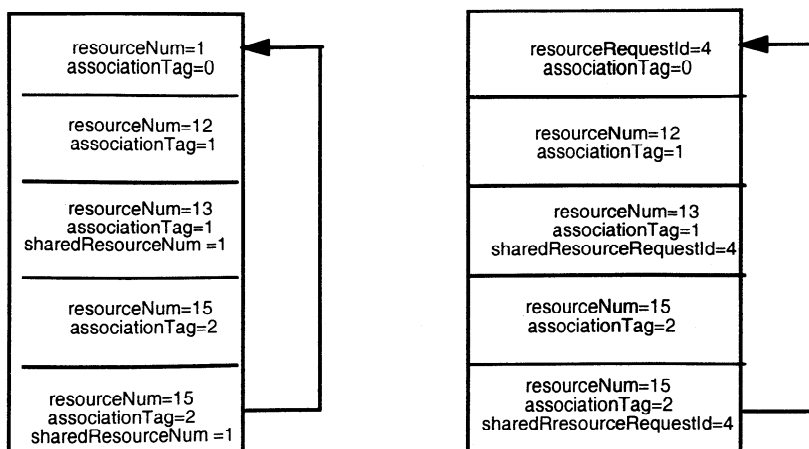 resourceNum=1
associationTag=0
resourceNum=12
associationTag=1
resourceNum=13
associationTag=1
sharedResourceNum =1
resourceNum=15
associationTag=2
resourceNum=15
associationTag=2
sharedResourceNum =1
resourceRequestId=4
associationTag=0
resourceNum=12
associationTag=1
resourceNum=13
associationTag=1
sharedResourceRequestId=4
resourceNum=15
associationTag=2
resourceNum=15
associationTag=2
sharedRresourceRequestId=4